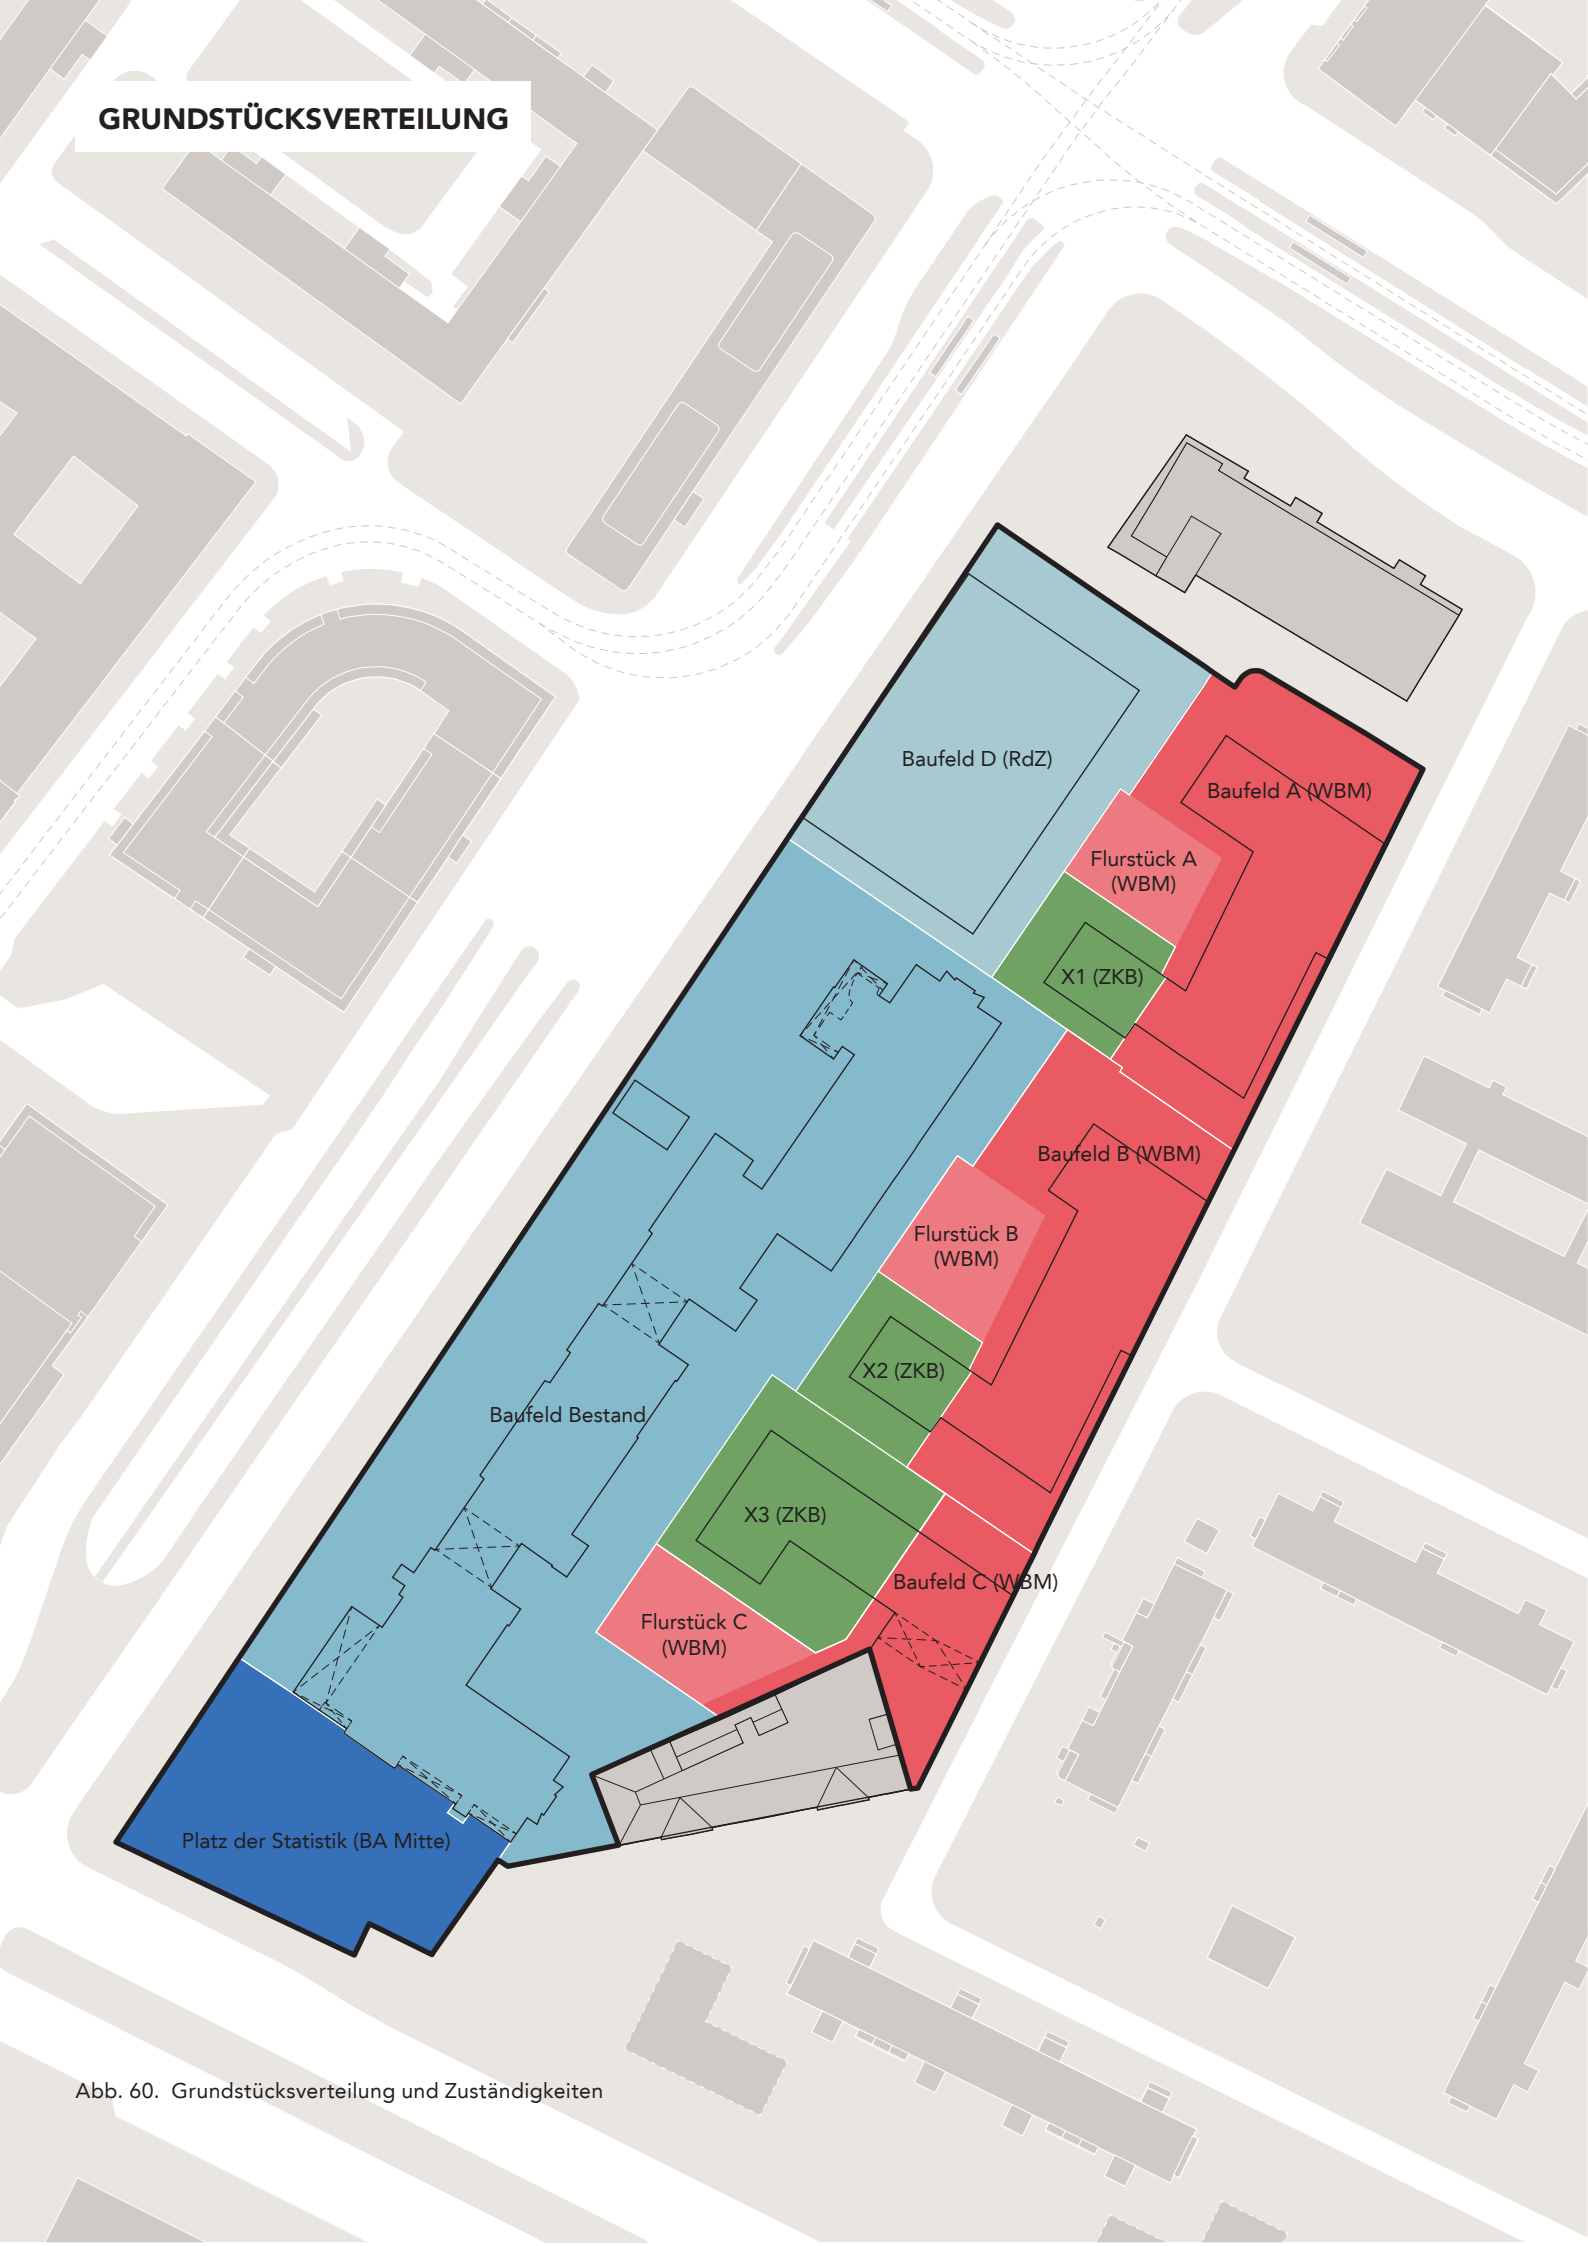 GRUNDSTÜCKSVERTEILUNG
Baufeld D (RdZ)
Baufeld A (WBM)
Flurstück A
(WBM)
X1 (ZKB)
Baufeld B (WBM)
Flurstück B
(WBM)
X2 (ZKB)
Baufeld Bestand
X3 (ZKB)
Baufeld C (WBM)
Flurstück C
(WBM)
Platz der Statistik (BA Mitte)
Abb. 60. Grundstücksverteilung und Zuständigkeiten